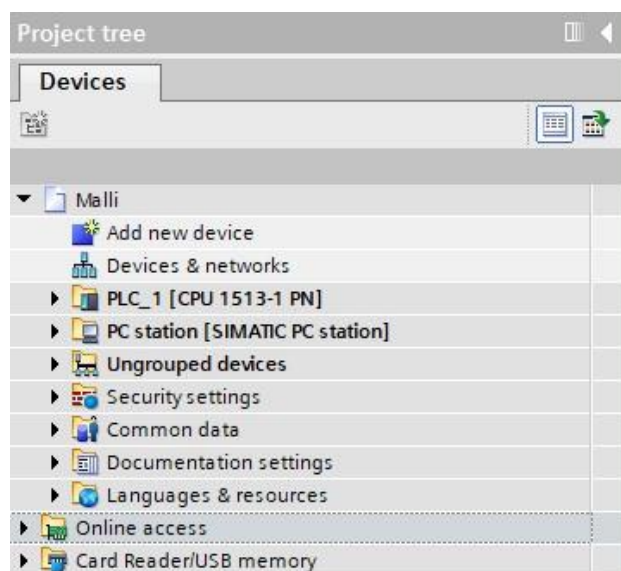 Project tree
Devices
Malli
Add new device
Devices & networks
PLC_1 [CPU 1513-1 PN]
PC station [SIMATIC PC station]
Ungrouped devices
Security settings
Common data
Documentation settings
Languages & resources
Online access
Card Reader/USB memory